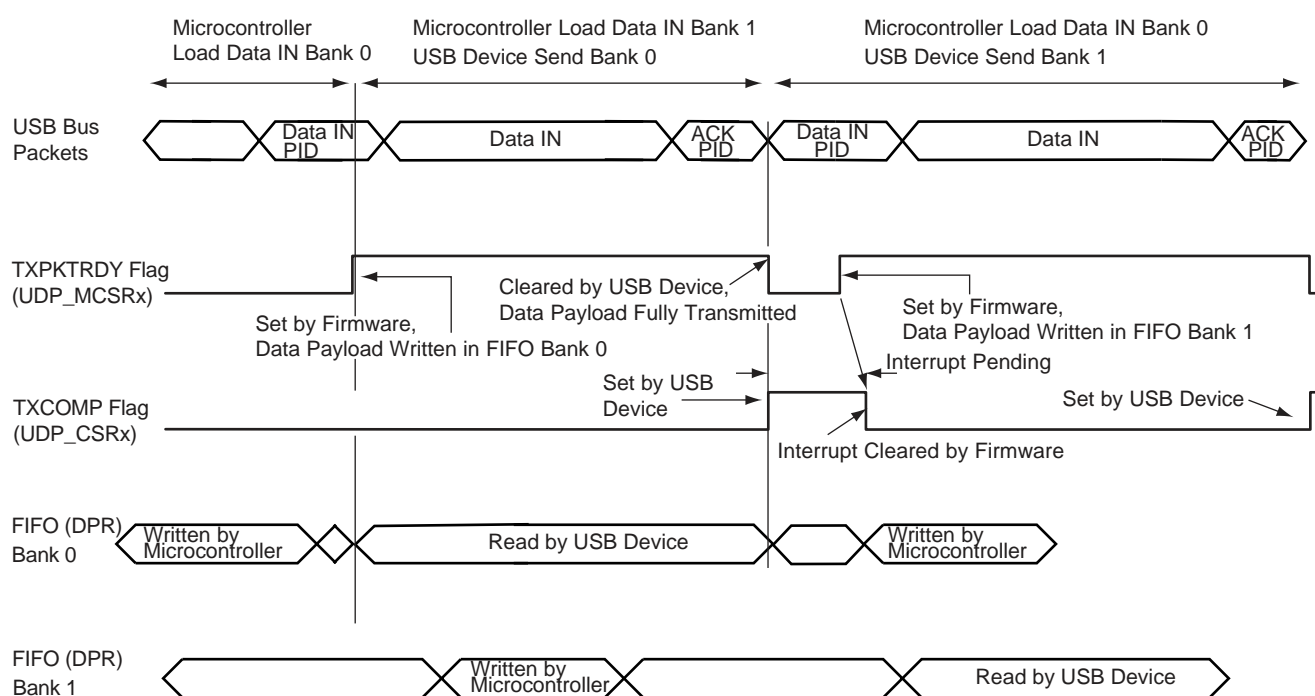 Microcontroller
Load Data IN Bank 0
Microcontroller Load Data IN Bank 1
USB Device Send Bank 0
Microcontroller Load Data IN Bank 0
USB Device Send Bank 1
USB Bus
Packets
Data IN
PID
Data IN
ACK
PID
Data IN
PID
Data IN
ACK
PID
TXPKTRDY Flag
(UDP_MCSRx)
Set by Firmware,
Data Payload Written in FIFO Bank 0
Cleared by USB Device,
Data Payload Fully Transmitted
Set by Firmware,
Data Payload Written in FIFO Bank 1
Interrupt Pending
TXCOMP Flag
(UDP_CSRx)
Set by USB
Device
Set by USB Device
Interrupt Cleared by Firmware
FIFO (DPR)
Bank 0
Written by
Microcontroller
Read by USB Device
Written by
Microcontroller
FIFO (DPR)
Bank 1
Written by
Microcontroller
Read by USB Device